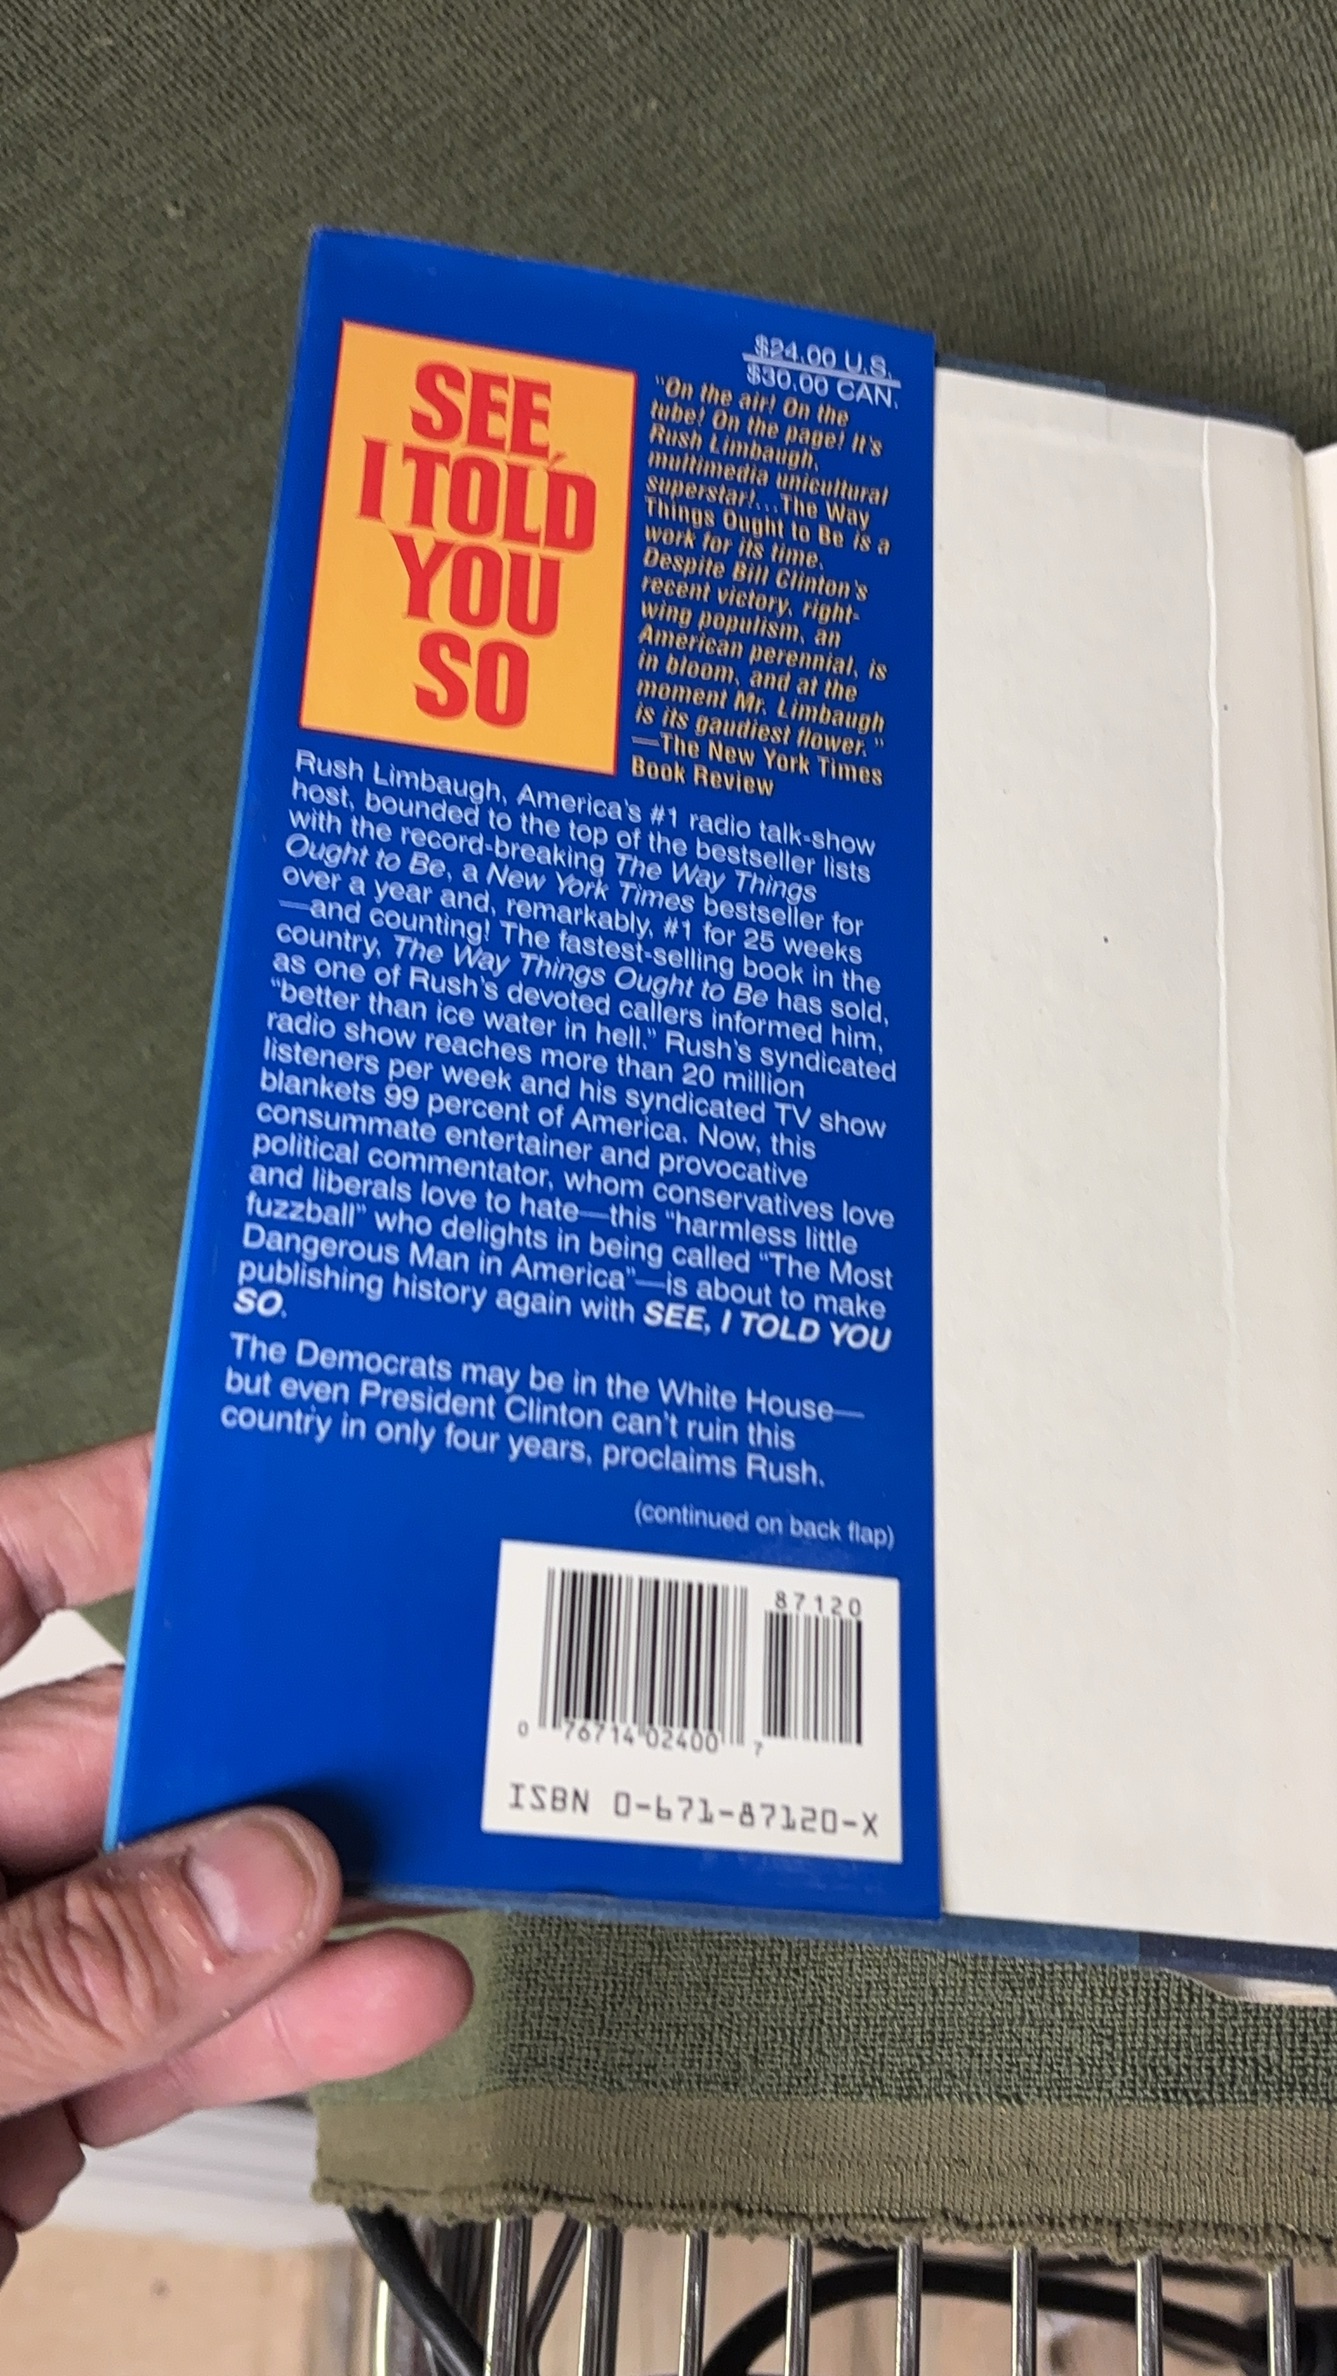 $24.00 U.S.
$30.00 CAN.
SEE,
I TOLD
YOU
SO
"On the air! On the
tube! On the page! It's
Rush Limbaugh,
multimedia unicultural
superstar!...The Way
Things Ought to Be is a
work for its time.
Despite Bill Clinton's
recent victory, right-
wing populism, an
American perennial, is
in bloom, and at the
moment Mr. Limbaugh
is its gaudiest flower."
—The New York Times
Book Review
Rush Limbaugh, America's #1 radio talk-show
host, bounded to the top of the bestseller lists
with the record-breaking The Way Things
Ought to Be, a New York Times bestseller for
over a year and, remarkably, #1 for 25 weeks
—and counting! The fastest-selling book in the
country, The Way Things Ought to Be has sold,
as one of Rush's devoted callers informed him,
"better than ice water in hell." Rush's syndicated
radio show reaches more than 20 million
listeners per week and his syndicated TV show
blankets 99 percent of America. Now, this
consummate entertainer and provocative
political commentator, whom conservatives love
and liberals love to hate—this "harmless little
fuzzball" who delights in being called "The Most
Dangerous Man in America"—is about to make
publishing history again with SEE, I TOLD YOU
SO.
The Democrats may be in the White House—
but even President Clinton can't ruin this
country in only four years, proclaims Rush.
(continued on back flap)
87120
0 76714 02400 7
ISBN 0-671-87120-X